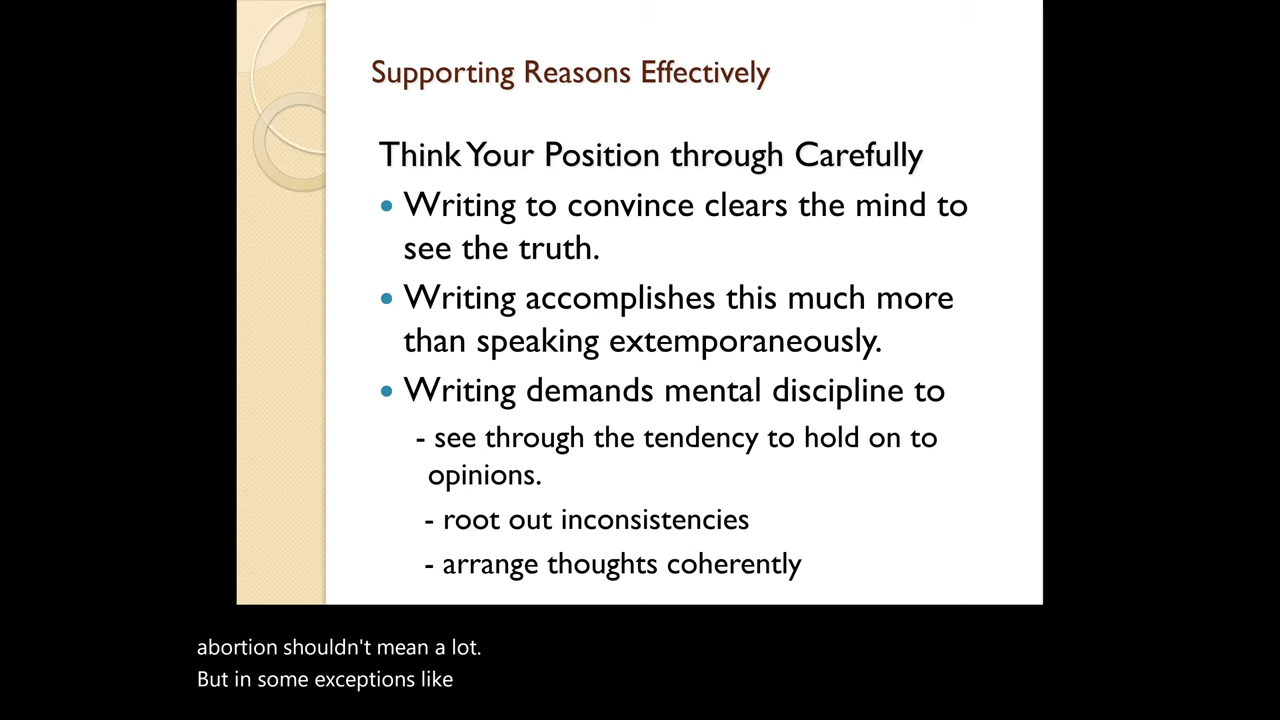 Supporting Reasons Effectively
Think Your Position through Carefully
• Writing to convince clears the mind to
see the truth.
• Writing accomplishes this much more
than speaking extemporaneously.
• Writing demands mental discipline to
- see through the tendency to hold on to
opinions.
- root out inconsistencies
- arrange thoughts coherently
abortion shouldn't mean a lot.
But in some exceptions like